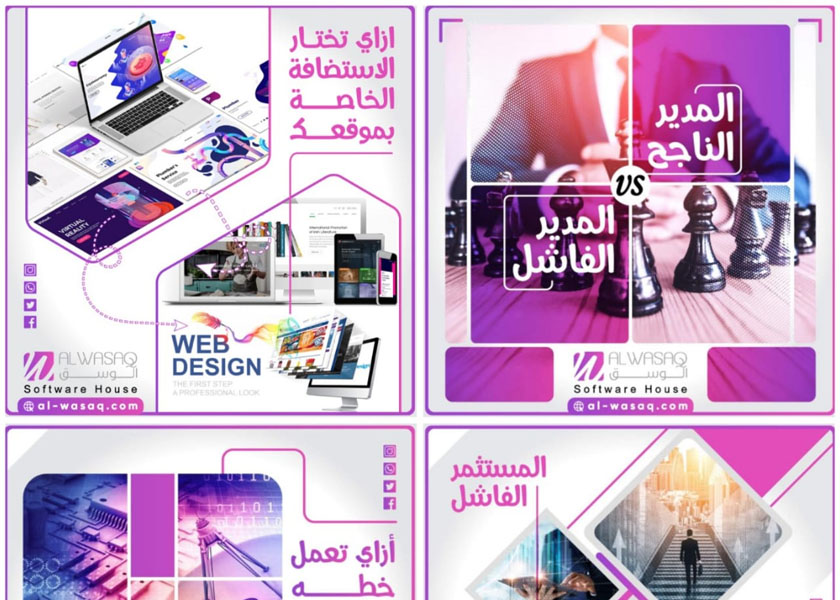 ازاي تختار
الاستضافة
الخاصة
بموقعك
VIRTUAL
REALITY
WEB
DESIGN
THE FIRST STEP
A PROFESSIONAL LOOK
ALWASAQ
الوسق
Software House
al-wasaq.com
المدير
الناجح
VS
المدير
الفاشل
ALWASAQ
الوسق
Software House
al-wasaq.com
أزاي تعمل
خطه
المستثمر
الفاشل